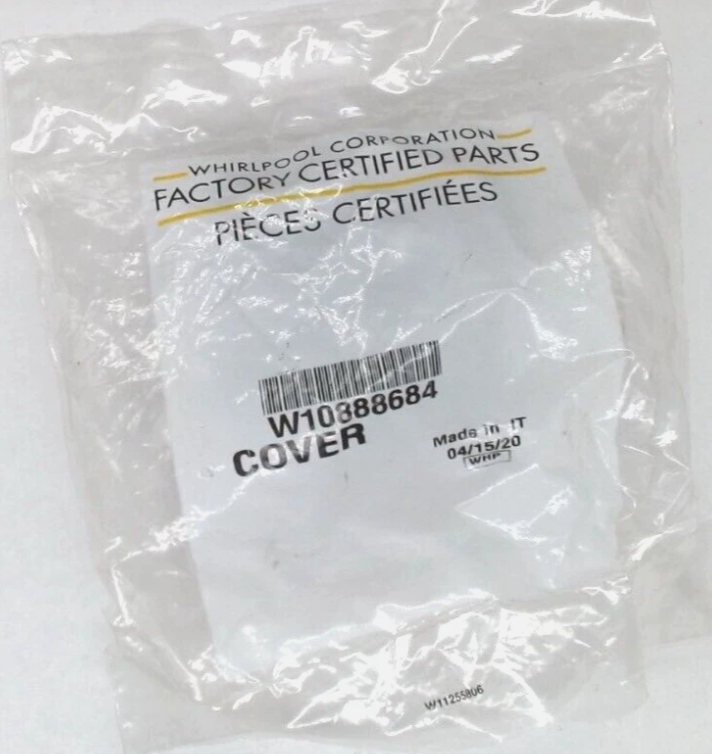 WHIRLPOOL CORPORATION
FACTORY CERTIFIED PARTS
PIÈCES CERTIFIÉES
W10888684
COVER
Made in IT
04/15/20
WHP
W11255806